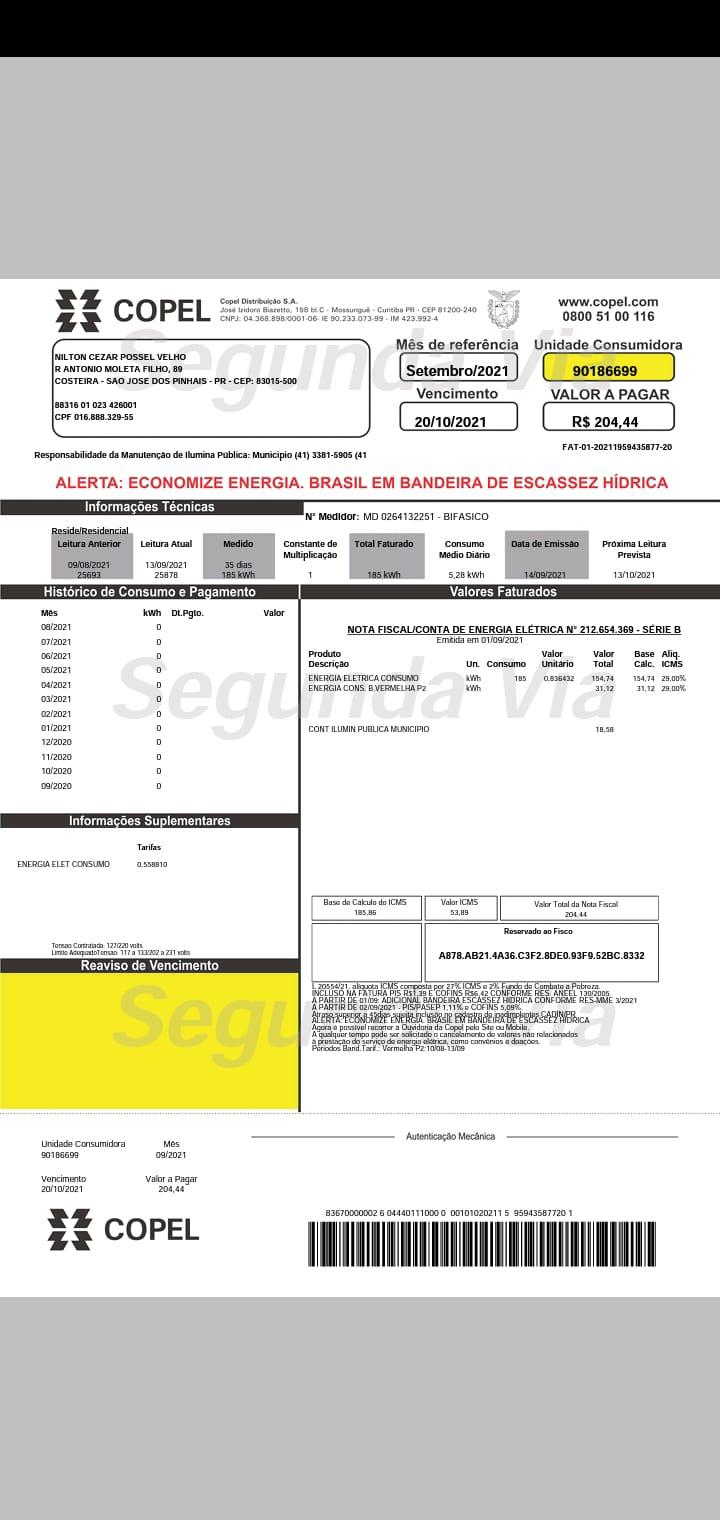 COPEL
Copel Distribuição S.A.
José Izidoro Biazetto, 158 bl.C - Mossunguê - Curitiba PR - CEP 81200-240
CNPJ: 04.368.898/0001-06- IE 90.233.073-99 - IM 423.992-4
www.copel.com
0800 51 00 116
Segunda Via
NILTON CEZAR POSSEL VELHO
R ANTONIO MOLETA FILHO, 89
COSTEIRA - SAO JOSE DOS PINHAIS - PR - CEP: 83015-500
88316 01 023 426001
CPF 016.888.329-55
Mês de referência
Setembro/2021
Unidade Consumidora
90186699
Vencimento
20/10/2021
VALOR A PAGAR
R$ 204,44
FAT-01-20211959435877-20
Responsabilidade da Manutenção de Ilumina Pública: Municipio (41) 3381-5905 (41
ALERTA: ECONOMIZE ENERGIA. BRASIL EM BANDEIRA DE ESCASSEZ HÍDRICA
Informações Técnicas
N° Medidor: MD 0264132251 - BIFASICO
Reside/Residencial
Leitura Anterior Leitura Atual Medido Constante de Multiplicação Total Faturado Consumo Médio Diário Data de Emissão Próxima Leitura Prevista
09/08/2021 13/09/2021 35 dias
25693 25878 185 kWh 1 185 kWh 5,28 kWh 14/09/2021 13/10/2021
Histórico de Consumo e Pagamento
Mês kWh Dt.Pgto. Valor
08/2021 0
07/2021 0
06/2021 0
05/2021 0
04/2021 0
03/2021 0
02/2021 0
01/2021 0
12/2020 0
11/2020 0
10/2020 0
09/2020 0
Valores Faturados
NOTA FISCAL/CONTA DE ENERGIA ELÉTRICA N° 212.654.369 - SÉRIE B
Emitida em 01/09/2021
Produto Valor Valor Base Aliq.
Descrição Un. Consumo Unitário Total Calc. ICMS
ENERGIA ELETRICA CONSUMO kWh 185 0,836432 154,74 154,74 29,00%
ENERGIA CONS. B.VERMELHA P2 kWh 31,12 31,12 29,00%
CONT ILUMIN PUBLICA MUNICIPIO 18,58
Segunda Via
Informações Suplementares
Tarifas
ENERGIA ELET CONSUMO 0,558810
Tensao Contratada: 127/220 volts
Limite AdequadoTensao: 117 a 133/202 a 231 volts
Base de Calculo do ICMS
185,86
Valor ICMS
53,89
Valor Total da Nota Fiscal
204,44
Reservado ao Fisco
A878.AB21.4A36.C3F2.8DE0.93F9.52BC.8332
Reaviso de Vencimento
L 20554/21. aliquota ICMS composta por 27% ICMS e 2% Fundo de Combate a Pobreza.
INCLUSO NA FATURA PIS R$1,39 E COFINS R$6,42 CONFORME RES. ANEEL 130/2005.
A PARTIR DE 01/09: ADICIONAL BANDEIRA ESCASSEZ HIDRICA CONFORME RES-MME 3/2021
A PARTIR DE 02/09/2021 - PIS/PASEP 1,11% e COFINS 5,09%.
Atraso superior a 45dias sujeita inclusão no cadastro de inadimplentes CADIN/PR
ALERTA: ECONOMIZE ENERGIA. BRASIL EM BANDEIRA DE ESCASSEZ HIDRICA
Agora é possível recorrer a Ouvidoria da Copel pelo Site ou Mobile.
A qualquer tempo pode ser solicitado o cancelamento de valores não relacionados
à prestação do serviço de energia elétrica, como convênios e doações.
Periodos Band.Tarif.: Vermelha P2:10/08-13/09
Segunda Via
Autenticação Mecânica
Unidade Consumidora Mês
90186699 09/2021
Vencimento Valor a Pagar
20/10/2021 204,44
COPEL
83670000002 6 04440111000 0 00101020211 5 95943587720 1